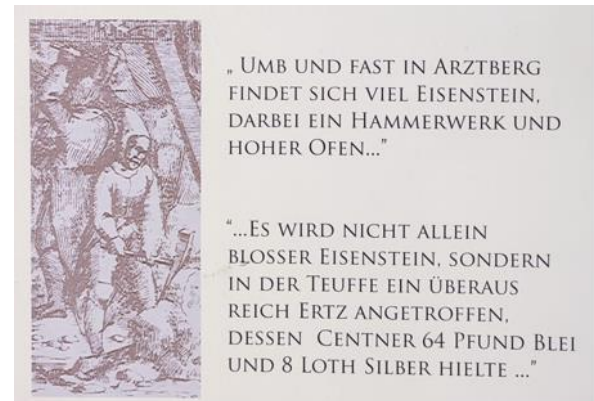 „ Umb und fast in Arztberg
findet sich viel Eisenstein,
darbei ein Hammerwerk und
hoher Ofen..."
"...Es wird nicht allein
blosser Eisenstein, sondern
in der Teuffe ein überaus
reich Ertz angetroffen,
dessen Centner 64 Pfund Blei
und 8 Loth Silber hielte ..."